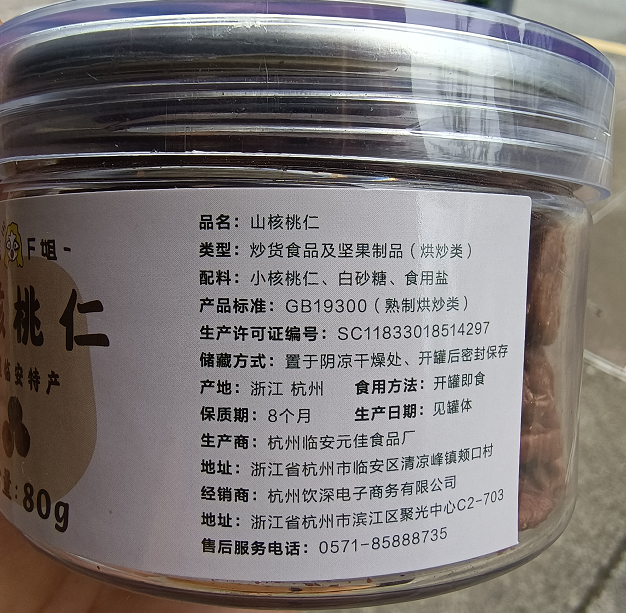 F姐-
桃仁
临安特产
80g
品名：山核桃仁
类型：炒货食品及坚果制品（烘炒类）
配料：小核桃仁、白砂糖、食用盐
产品标准：GB19300（熟制烘炒类）
生产许可证编号：SC11833018514297
储藏方式：置于阴凉干燥处、开罐后密封保存
产地：浙江 杭州 食用方法：开罐即食
保质期：8个月 生产日期：见罐体
生产商：杭州临安元佳食品厂
地址：浙江省杭州市临安区清凉峰镇颊口村
经销商：杭州饮深电子商务有限公司
地址：浙江省杭州市滨江区聚光中心C2-703
售后服务电话：0571-85888735